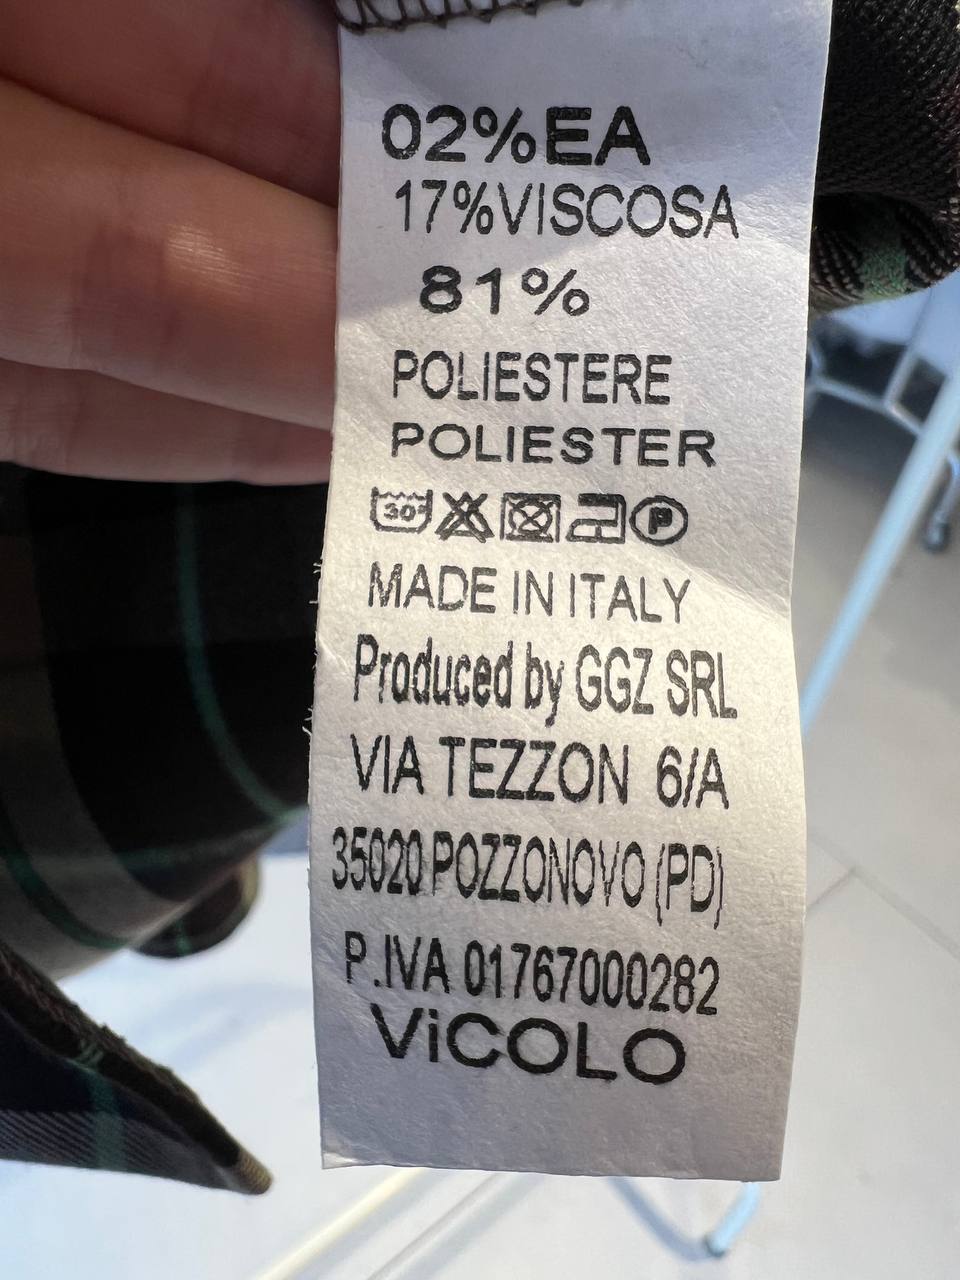 02%EA
17%VISCOSA
81%
POLIESTERE
POLIESTER
30° P
MADE IN ITALY
Produced by GGZ SRL
VIA TEZZON 6/A
35020 POZZONOVO (PD)
P.IVA 01767000282
ViCOLO